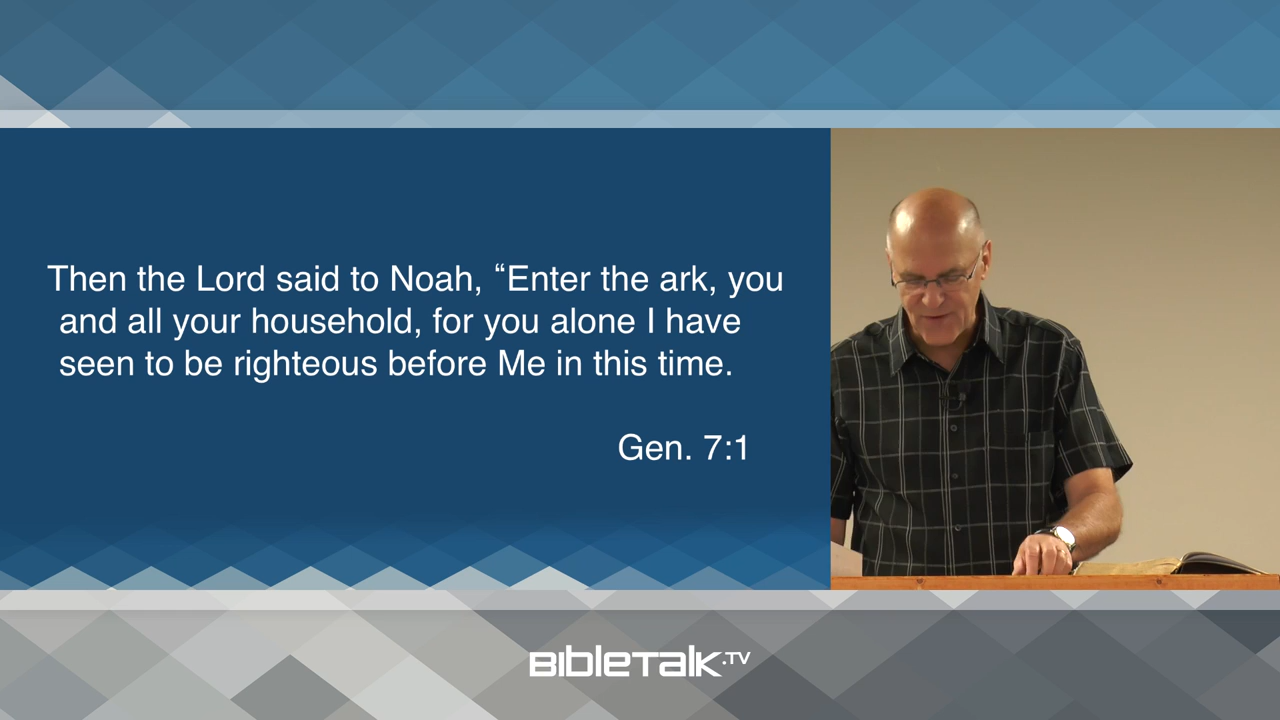 Then the Lord said to Noah, “Enter the ark, you
and all your household, for you alone I have
seen to be righteous before Me in this time.
Gen. 7:1
BIBLETALK.TV